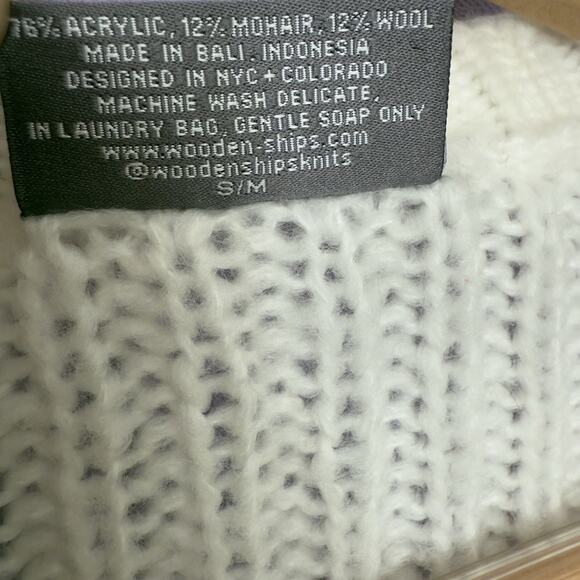 76% ACRYLIC, 12% MOHAIR, 12% WOOL
MADE IN BALI, INDONESIA
DESIGNED IN NYC + COLORADO
MACHINE WASH DELICATE,
IN LAUNDRY BAG, GENTLE SOAP ONLY
www.wooden-ships.com
@woodenshipsknits
S/M